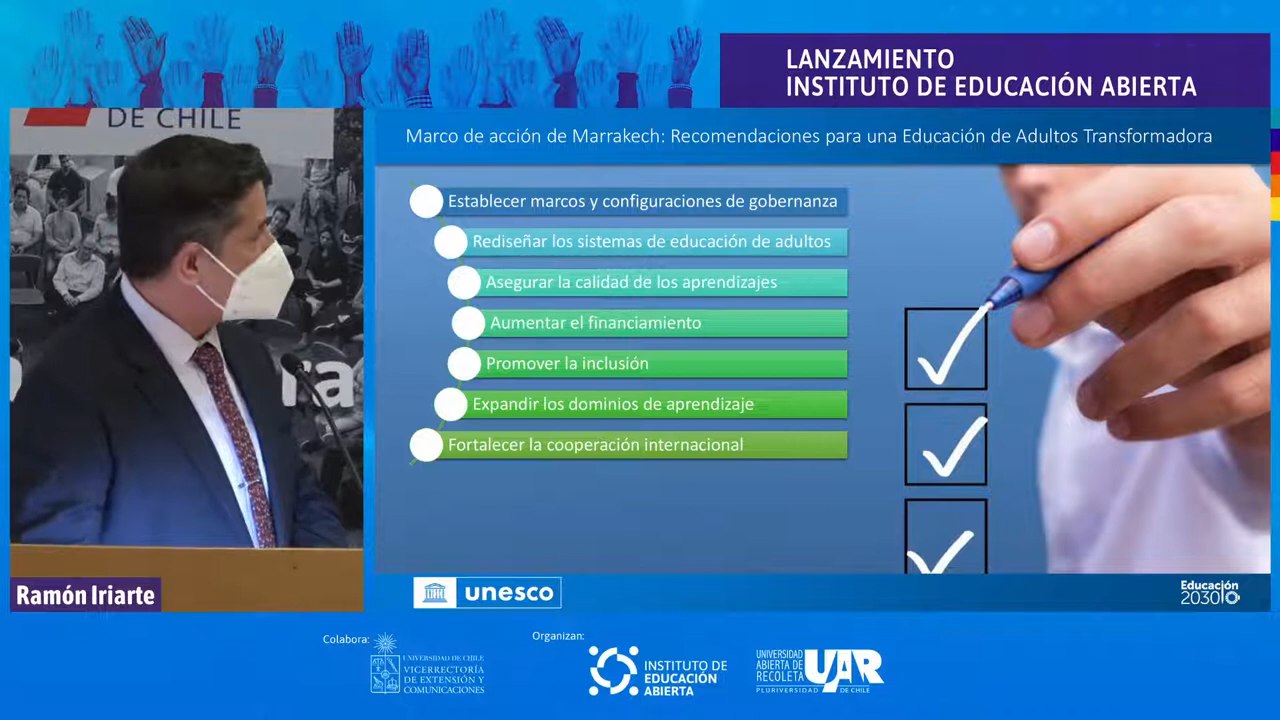 LANZAMIENTO
INSTITUTO DE EDUCACIÓN ABIERTA
DE CHILE
ra
Ramón Iriarte
Marco de acción de Marrakech: Recomendaciones para una Educación de Adultos Transformadora
Establecer marcos y configuraciones de gobernanza
Rediseñar los sistemas de educación de adultos
Asegurar la calidad de los aprendizajes
Aumentar el financiamiento
Promover la inclusión
Expandir los dominios de aprendizaje
Fortalecer la cooperación internacional
unesco
Educación
2030
Colabora:
UNIVERSIDAD DE CHILE
VICERRECTORÍA
DE EXTENSIÓN Y
COMUNICACIONES
Organizan:
INSTITUTO DE
EDUCACIÓN
ABIERTA
UNIVERSIDAD
ABIERTA DE
RECOLETA
UAR
PLURIVERSIDAD DE CHILE